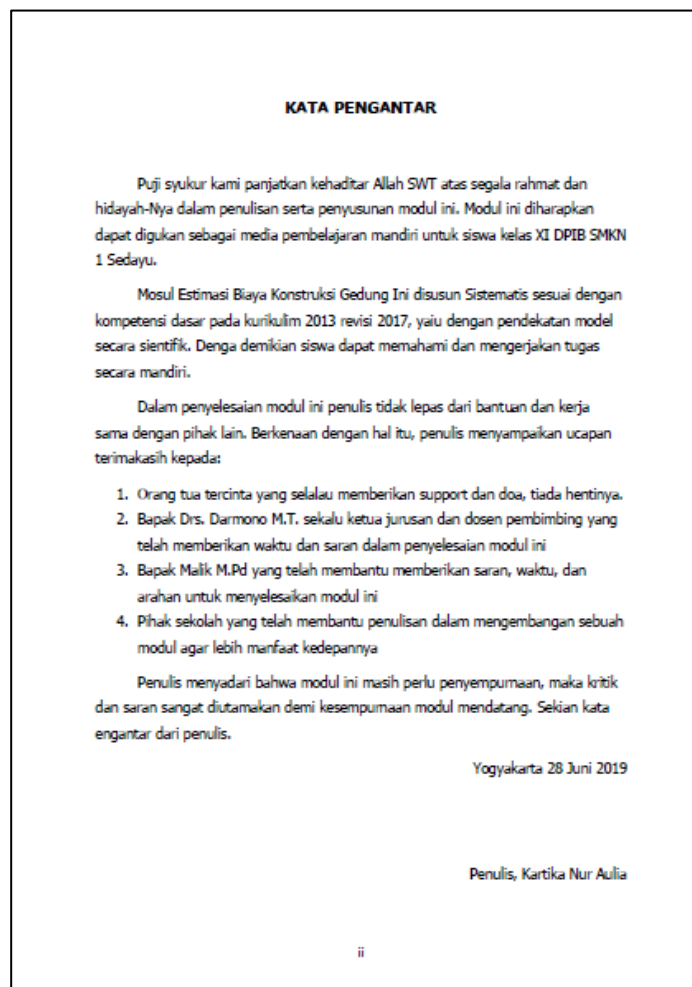 KATA PENGANTAR
Puji syukur kami panjatkan kehaditar Allah SWT atas segala rahmat dan
hidayah-Nya dalam penulisan serta penyusunan modul ini. Modul ini diharapkan
dapat digukan sebagai media pembelajaran mandiri untuk siswa kelas XI DPIB SMKN
1 Sedayu.
Mosul Estimasi Biaya Konstruksi Gedung Ini disusun Sistematis sesuai dengan
kompetensi dasar pada kurikulim 2013 revisi 2017, yaiu dengan pendekatan model
secara sientifik. Denga demikian siswa dapat memahami dan mengerjakan tugas
secara mandiri.
Dalam penyelesaian modul ini penulis tidak lepas dari bantuan dan kerja
sama dengan pihak lain. Berkenaan dengan hal itu, penulis menyampaikan ucapan
terimakasih kepada:
1. Orang tua tercinta yang selalau memberikan support dan doa, tiada hentinya.
2. Bapak Drs. Darmono M.T. sekalu ketua jurusan dan dosen pembimbing yang
telah memberikan waktu dan saran dalam penyelesaian modul ini
3. Bapak Malik M.Pd yang telah membantu memberikan saran, waktu, dan
arahan untuk menyelesaikan modul ini
4. Pihak sekolah yang telah membantu penulisan dalam mengembangan sebuah
modul agar lebih manfaat kedepannya
Penulis menyadari bahwa modul ini masih perlu penyempurnaan, maka kritik
dan saran sangat diutamakan demi kesempurnaan modul mendatang. Sekian kata
engantar dari penulis.
Yogyakarta 28 Juni 2019
Penulis, Kartika Nur Aulia
ii